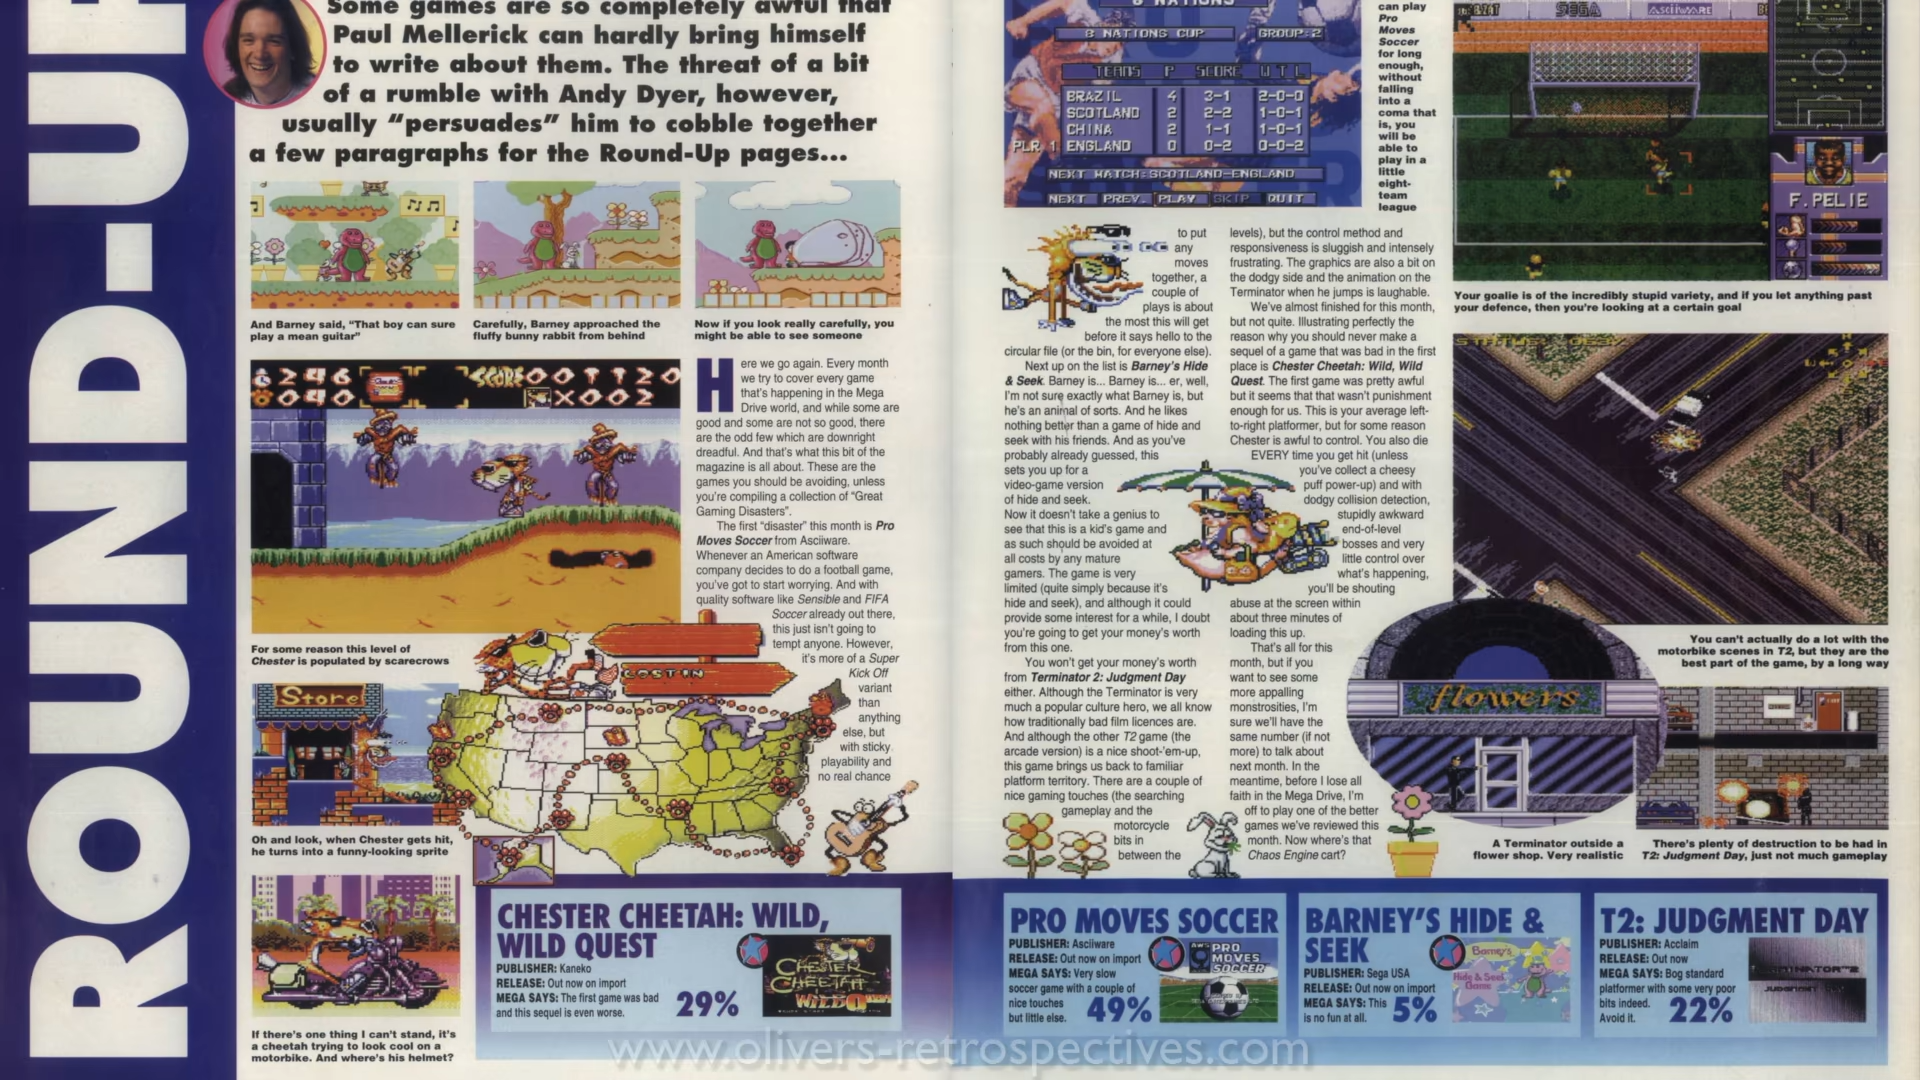 ROUND-UP
Some games are so completely awful that
Paul Mellerick can hardly bring himself
to write about them. The threat of a bit
of a rumble with Andy Dyer, however,
usually “persuades” him to cobble together
a few paragraphs for the Round-Up pages...
And Barney said, “That boy can sure
play a mean guitar”
Carefully, Barney approached the
fluffy bunny rabbit from behind
Now if you look really carefully, you
might be able to see someone
246
SCORE 001120
040
X002
For some reason this level of
Chester is populated by scarecrows
Store
Oh and look, when Chester gets hit,
he turns into a funny-looking sprite
If there’s one thing I can’t stand, it’s
a cheetah trying to look cool on a
motorbike. And where’s his helmet?
Here we go again. Every month
we try to cover every game
that’s happening in the Mega
Drive world, and while some are
good and some are not so good, there
are the odd few which are downright
dreadful. And that’s what this bit of the
magazine is all about. These are the
games you should be avoiding, unless
you’re compiling a collection of “Great
Gaming Disasters”.
The first “disaster” this month is Pro
Moves Soccer from Asciiware.
Whenever an American software
company decides to do a football game,
you’ve got to start worrying. And with
quality software like Sensible and FIFA
Soccer already out there,
this just isn’t going to
tempt anyone. However,
it’s more of a Super
Kick Off
variant
than
anything
else, but
with sticky
playability and
no real chance
COST IN
CHESTER CHEETAH: WILD,
WILD QUEST
PUBLISHER: Kaneko
RELEASE: Out now on import
MEGA SAYS: The first game was bad
and this sequel is even worse.
29%
CHESTER
CHEETAH
WILD QUEST
8 NATIONS
8 NATIONS CUP GROUP:2
TEAMS P SCORE W T L
BRAZIL 4 3-1 2-0-0
SCOTLAND 2 2-2 1-0-1
CHINA 2 1-1 1-0-1
PLR 1 ENGLAND 0 0-2 0-0-2
NEXT MATCH:SCOTLAND-ENGLAND
NEXT PREV. PLAY SKIP QUIT
can play
Pro
Moves
Soccer
for long
enough,
without
falling
into a
coma that
is, you
will be
able to
play in a
little
eight-
team
league
SEGA
ASCIIWARE
F.PELIE
Your goalie is of the incredibly stupid variety, and if you let anything past
your defence, then you’re looking at a certain goal
to put
any
moves
together, a
couple of
plays is about
the most this will get
before it says hello to the
circular file (or the bin, for everyone else).
Next up on the list is Barney’s Hide
& Seek. Barney is... Barney is... er, well,
I’m not sure exactly what Barney is, but
he’s an animal of sorts. And he likes
nothing better than a game of hide and
seek with his friends. And as you’ve
probably already guessed, this
sets you up for a
video-game version
of hide and seek.
Now it doesn’t take a genius to
see that this is a kid’s game and
as such should be avoided at
all costs by any mature
gamers. The game is very
limited (quite simply because it’s
hide and seek), and although it could
provide some interest for a while, I doubt
you’re going to get your money’s worth
from this one.
You won’t get your money’s worth
from Terminator 2: Judgment Day
either. Although the Terminator is very
much a popular culture hero, we all know
how traditionally bad film licences are.
And although the other T2 game (the
arcade version) is a nice shoot-’em-up,
this game brings us back to familiar
platform territory. There are a couple of
nice gaming touches (the searching
gameplay and the
motorcycle
bits in
between the
levels), but the control method and
responsiveness is sluggish and intensely
frustrating. The graphics are also a bit on
the dodgy side and the animation on the
Terminator when he jumps is laughable.
We’ve almost finished for this month,
but not quite. Illustrating perfectly the
reason why you should never make a
sequel of a game that was bad in the first
place is Chester Cheetah: Wild, Wild
Quest. The first game was pretty awful
but it seems that that wasn’t punishment
enough for us. This is your average left-
to-right platformer, but for some reason
Chester is awful to control. You also die
EVERY time you get hit (unless
you’ve collect a cheesy
puff power-up) and with
dodgy collision detection,
stupidly awkward
end-of-level
bosses and very
little control over
what’s happening,
you’ll be shouting
abuse at the screen within
about three minutes of
loading this up.
That’s all for this
month, but if you
want to see some
more appalling
monstrosities, I’m
sure we’ll have the
same number (if not
more) to talk about
next month. In the
meantime, before I lose all
faith in the Mega Drive, I’m
off to play one of the better
games we’ve reviewed this
month. Now where’s that
Chaos Engine cart?
You can’t actually do a lot with the
motorbike scenes in T2, but they are the
best part of the game, by a long way
flowers
A Terminator outside a
flower shop. Very realistic
There’s plenty of destruction to be had in
T2: Judgment Day, just not much gameplay
PRO MOVES SOCCER
PUBLISHER: Asciiware
RELEASE: Out now on import
MEGA SAYS: Very slow
soccer game with a couple of
nice touches
but little else.
49%
PRO
MOVES
SOCCER
BARNEY’S HIDE &
SEEK
PUBLISHER: Sega USA
RELEASE: Out now on import
MEGA SAYS: This
is no fun at all.
5%
Barney's
Hide & Seek
Game
T2: JUDGMENT DAY
PUBLISHER: Acclaim
RELEASE: Out now
MEGA SAYS: Bog standard
platformer with some very poor
bits indeed.
Avoid it.
22%
www.olivers-retrospectives.com